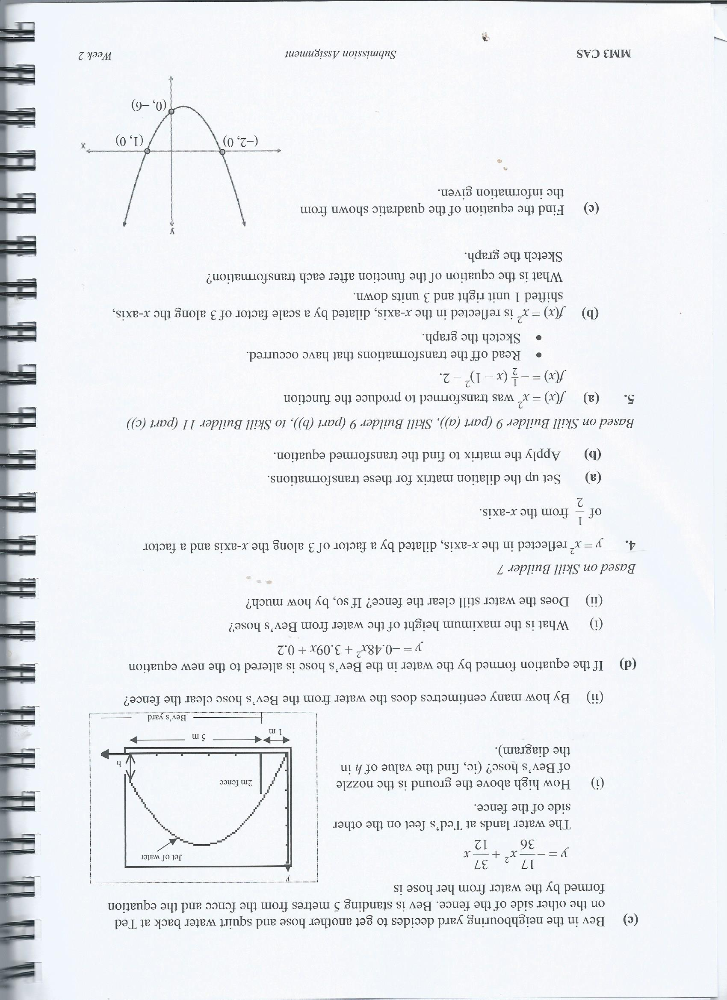 (c) Bev in the neighbouring yard decides to get another hose and squirt water back at Ted
on the other side of the fence. Bev is standing 5 metres from the fence and the equation
formed by the water from her hose is
y = −17/36 x² + 37/12 x
The water lands at Ted's feet on the other
side of the fence.
(i) How high above the ground is the nozzle
of Bev's hose? (ie, find the value of h in
the diagram).
y
Jet of water
2m fence
h
1 m
5 m
Bev's yard
(ii) By how many centimetres does the water from the Bev's hose clear the fence?
(d) If the equation formed by the water in the Bev's hose is altered to the new equation
y = −0.48x² + 3.09x + 0.2
(i) What is the maximum height of the water from Bev's hose?
(ii) Does the water still clear the fence? If so, by how much?
Based on Skill Builder 7
4. y = x² reflected in the x-axis, dilated by a factor of 3 along the x-axis and a factor
of 1/2 from the x-axis.
(a) Set up the dilation matrix for these transformations.
(b) Apply the matrix to find the transformed equation.
Based on Skill Builder 9 (part (a)), Skill Builder 9 (part (b)), to Skill Builder 11 (part (c))
5. (a) f(x) = x² was transformed to produce the function
f(x) = −1/2 (x − 1)² − 2.
• Read off the transformations that have occurred.
• Sketch the graph.
(b) f(x) = x² is reflected in the x-axis, dilated by a scale factor of 3 along the x-axis,
shifted 1 unit right and 3 units down.
What is the equation of the function after each transformation?
Sketch the graph.
(c) Find the equation of the quadratic shown from
the information given.
y
(−2, 0)
(1, 0)
x
(0, −6)
MM3 CAS Submission Assignment Week 2